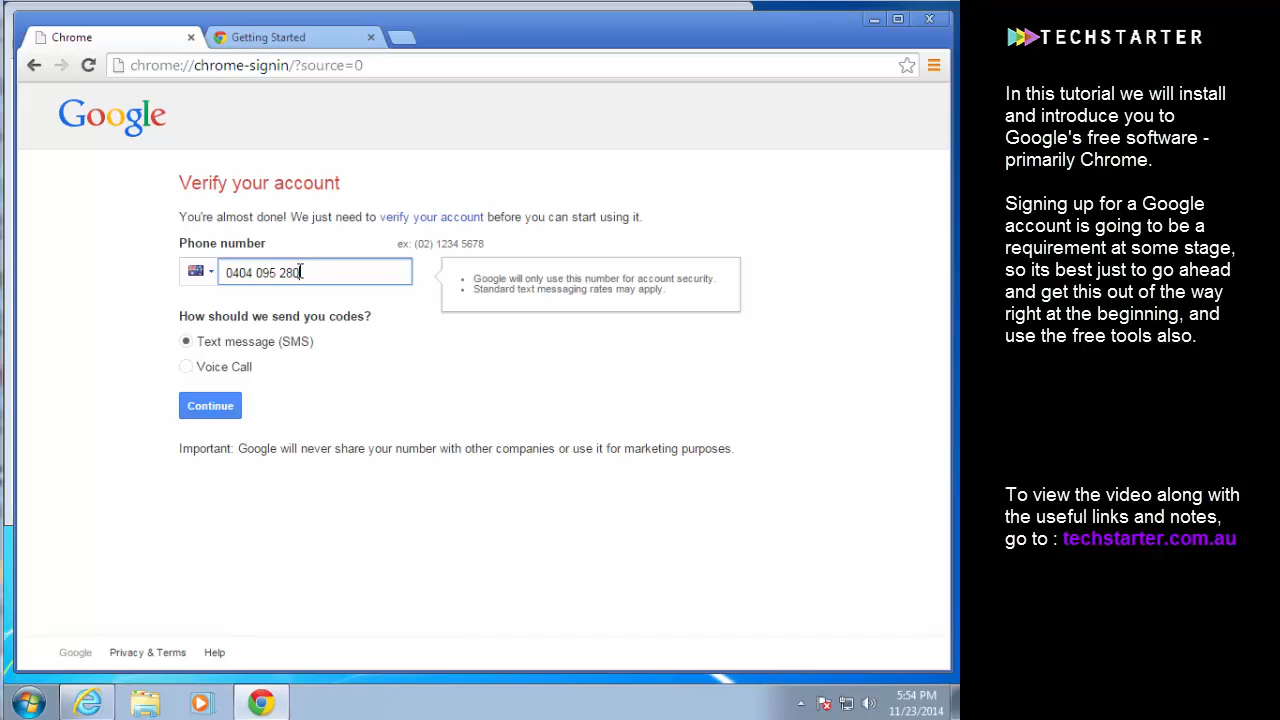 Chrome
Getting Started
chrome://chrome-signin/?source=0
Google
Verify your account
You're almost done! We just need to verify your account before you can start using it.
Phone number
ex: (02) 1234 5678
0404 095 280
Google will only use this number for account security.
Standard text messaging rates may apply.
How should we send you codes?
Text message (SMS)
Voice Call
Continue
Important: Google will never share your number with other companies or use it for marketing purposes.
Google
Privacy & Terms
Help
5:54 PM
11/23/2014
TECHSTARTER
In this tutorial we will install
and introduce you to
Google's free software -
primarily Chrome.
Signing up for a Google
account is going to be a
requirement at some stage,
so its best just to go ahead
and get this out of the way
right at the beginning, and
use the free tools also.
To view the video along with
the useful links and notes,
go to : techstarter.com.au